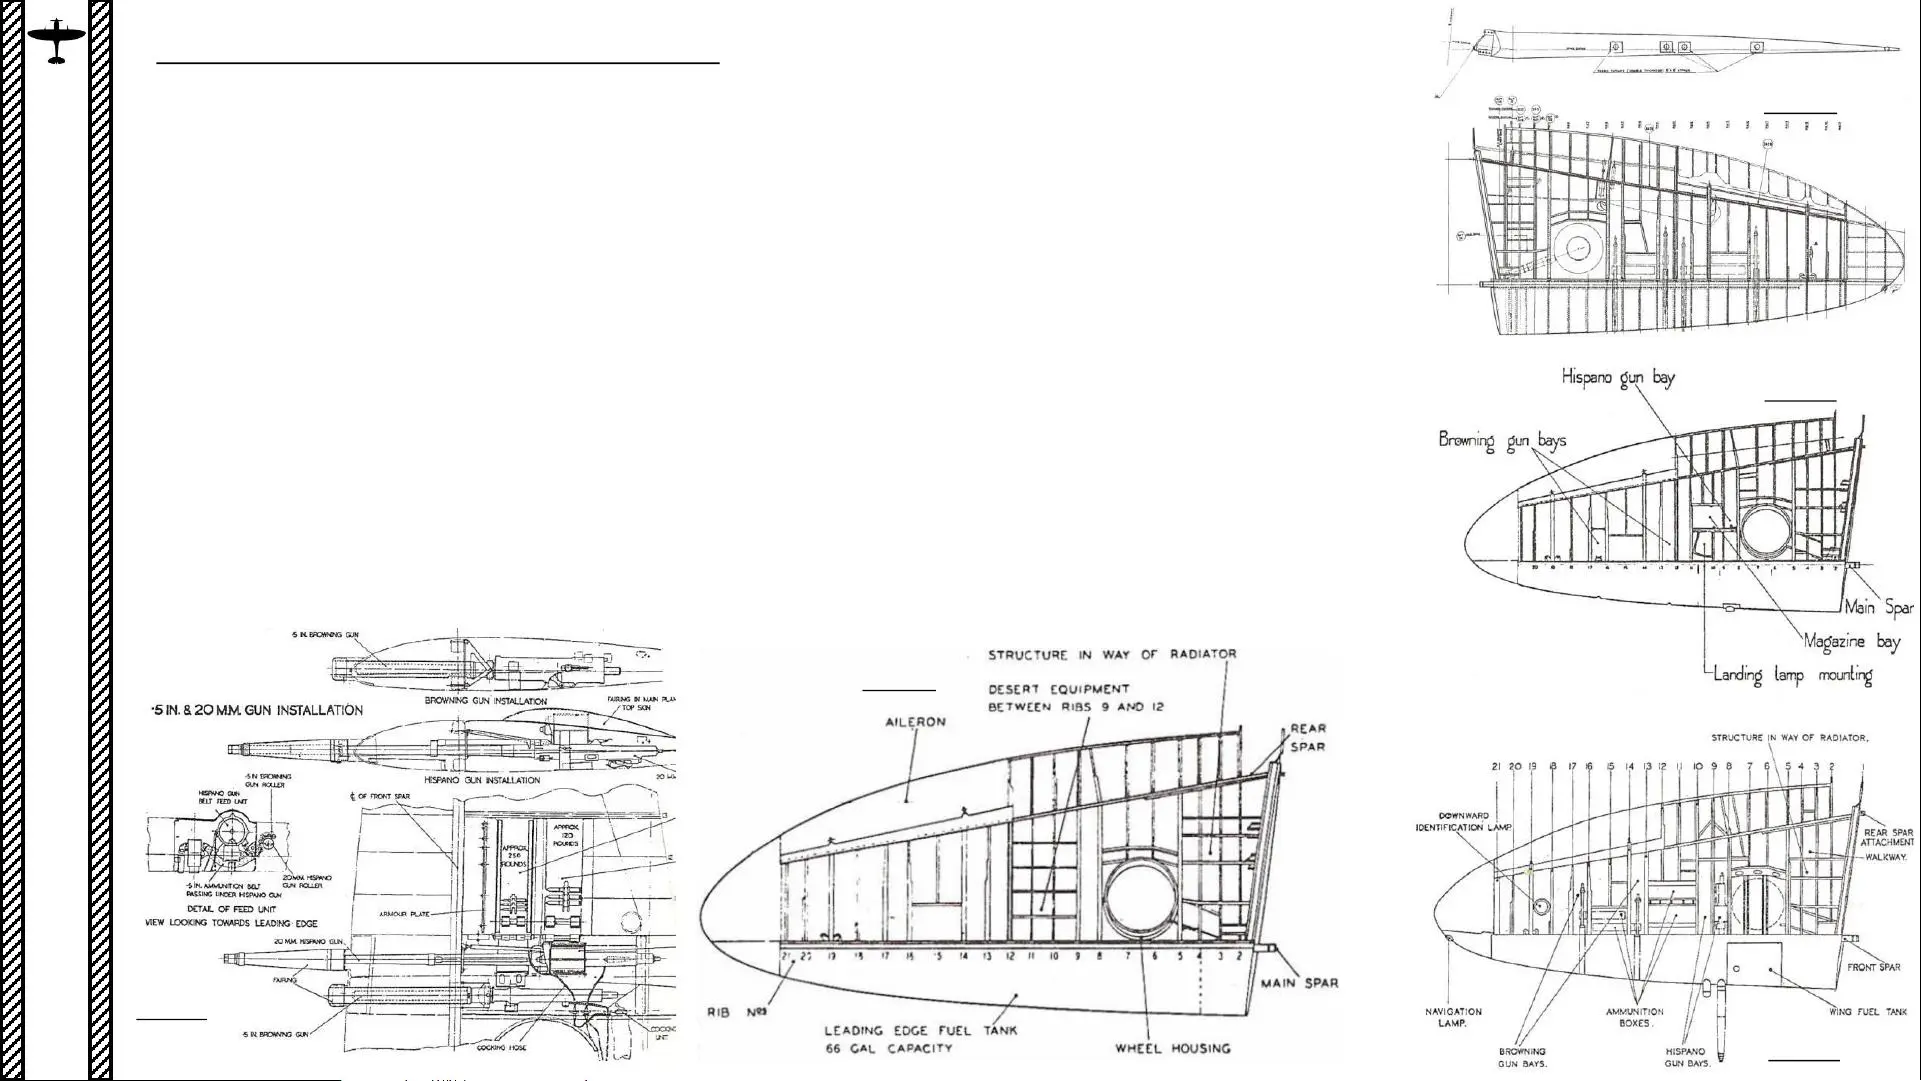 Hispano gun bay
Browning gun bays
Main Spar
Magazine bay
Landing lamp mounting
·5 IN. BROWNING GUN
BROWNING GUN INSTALLATION
FAIRING IN MAIN PLAN
TOP SKIN
·5 IN. & 20 M.M. GUN INSTALLATION
HISPANO GUN INSTALLATION
·5 IN BROWNING
GUN ROLLER
HISPANO GUN
BELT FEED UNIT
℄ OF FRONT SPAR
APPROX.
120
ROUNDS
APPROX.
250
ROUNDS
20 M.M. HISPANO
GUN ROLLER
·5 IN. AMMUNITION BELT
PASSING UNDER HISPANO GUN
DETAIL OF FEED UNIT
VIEW LOOKING TOWARDS LEADING EDGE
ARMOUR PLATE
20 M.M. HISPANO GUN
FAIRING
·5 IN. BROWNING GUN
COCKING HOSE
COCKING
UNIT
STRUCTURE IN WAY OF RADIATOR
DESERT EQUIPMENT
BETWEEN RIBS 9 AND 12
AILERON
REAR
SPAR
21 20 19 18 17 16 15 14 13 12 11 10 9 8 7 6 5 4 3 2
MAIN SPAR
RIB Nos
LEADING EDGE FUEL TANK
66 GAL CAPACITY
WHEEL HOUSING
STRUCTURE IN WAY OF RADIATOR,
21 20 19 18 17 16 15 14 13 12 11 10 9 8 7 6 5 4 3 2 1
DOWNWARD
IDENTIFICATION LAMP.
REAR SPAR
ATTACHMENT
WALKWAY.
FRONT SPAR
NAVIGATION
LAMP.
AMMUNITION
BOXES.
WING FUEL TANK
BROWNING
GUN BAYS.
HISPANO
GUN BAYS.